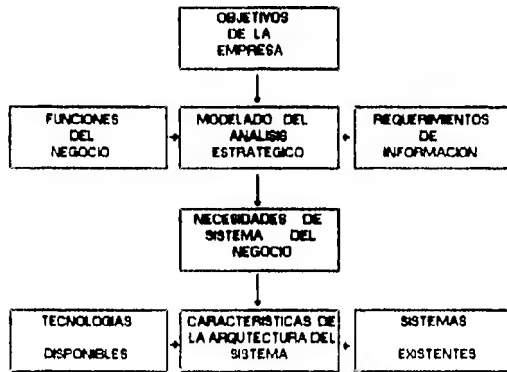 OBJETIVOS
DE LA
EMPRESA
FUNCIONES
DEL
NEGOCIO
MODELADO DEL
ANALISIS
ESTRATEGICO
REQUERIMIENTOS
DE
INFORMACION
NECESIDADES DE
SISTEMA DEL
NEGOCIO
TECNOLOGIAS
DISPONIBLES
CARACTERISTICAS DE
LA ARQUTECTURA DEL
SISTEMA
SISTEMAS
EXISTENTES